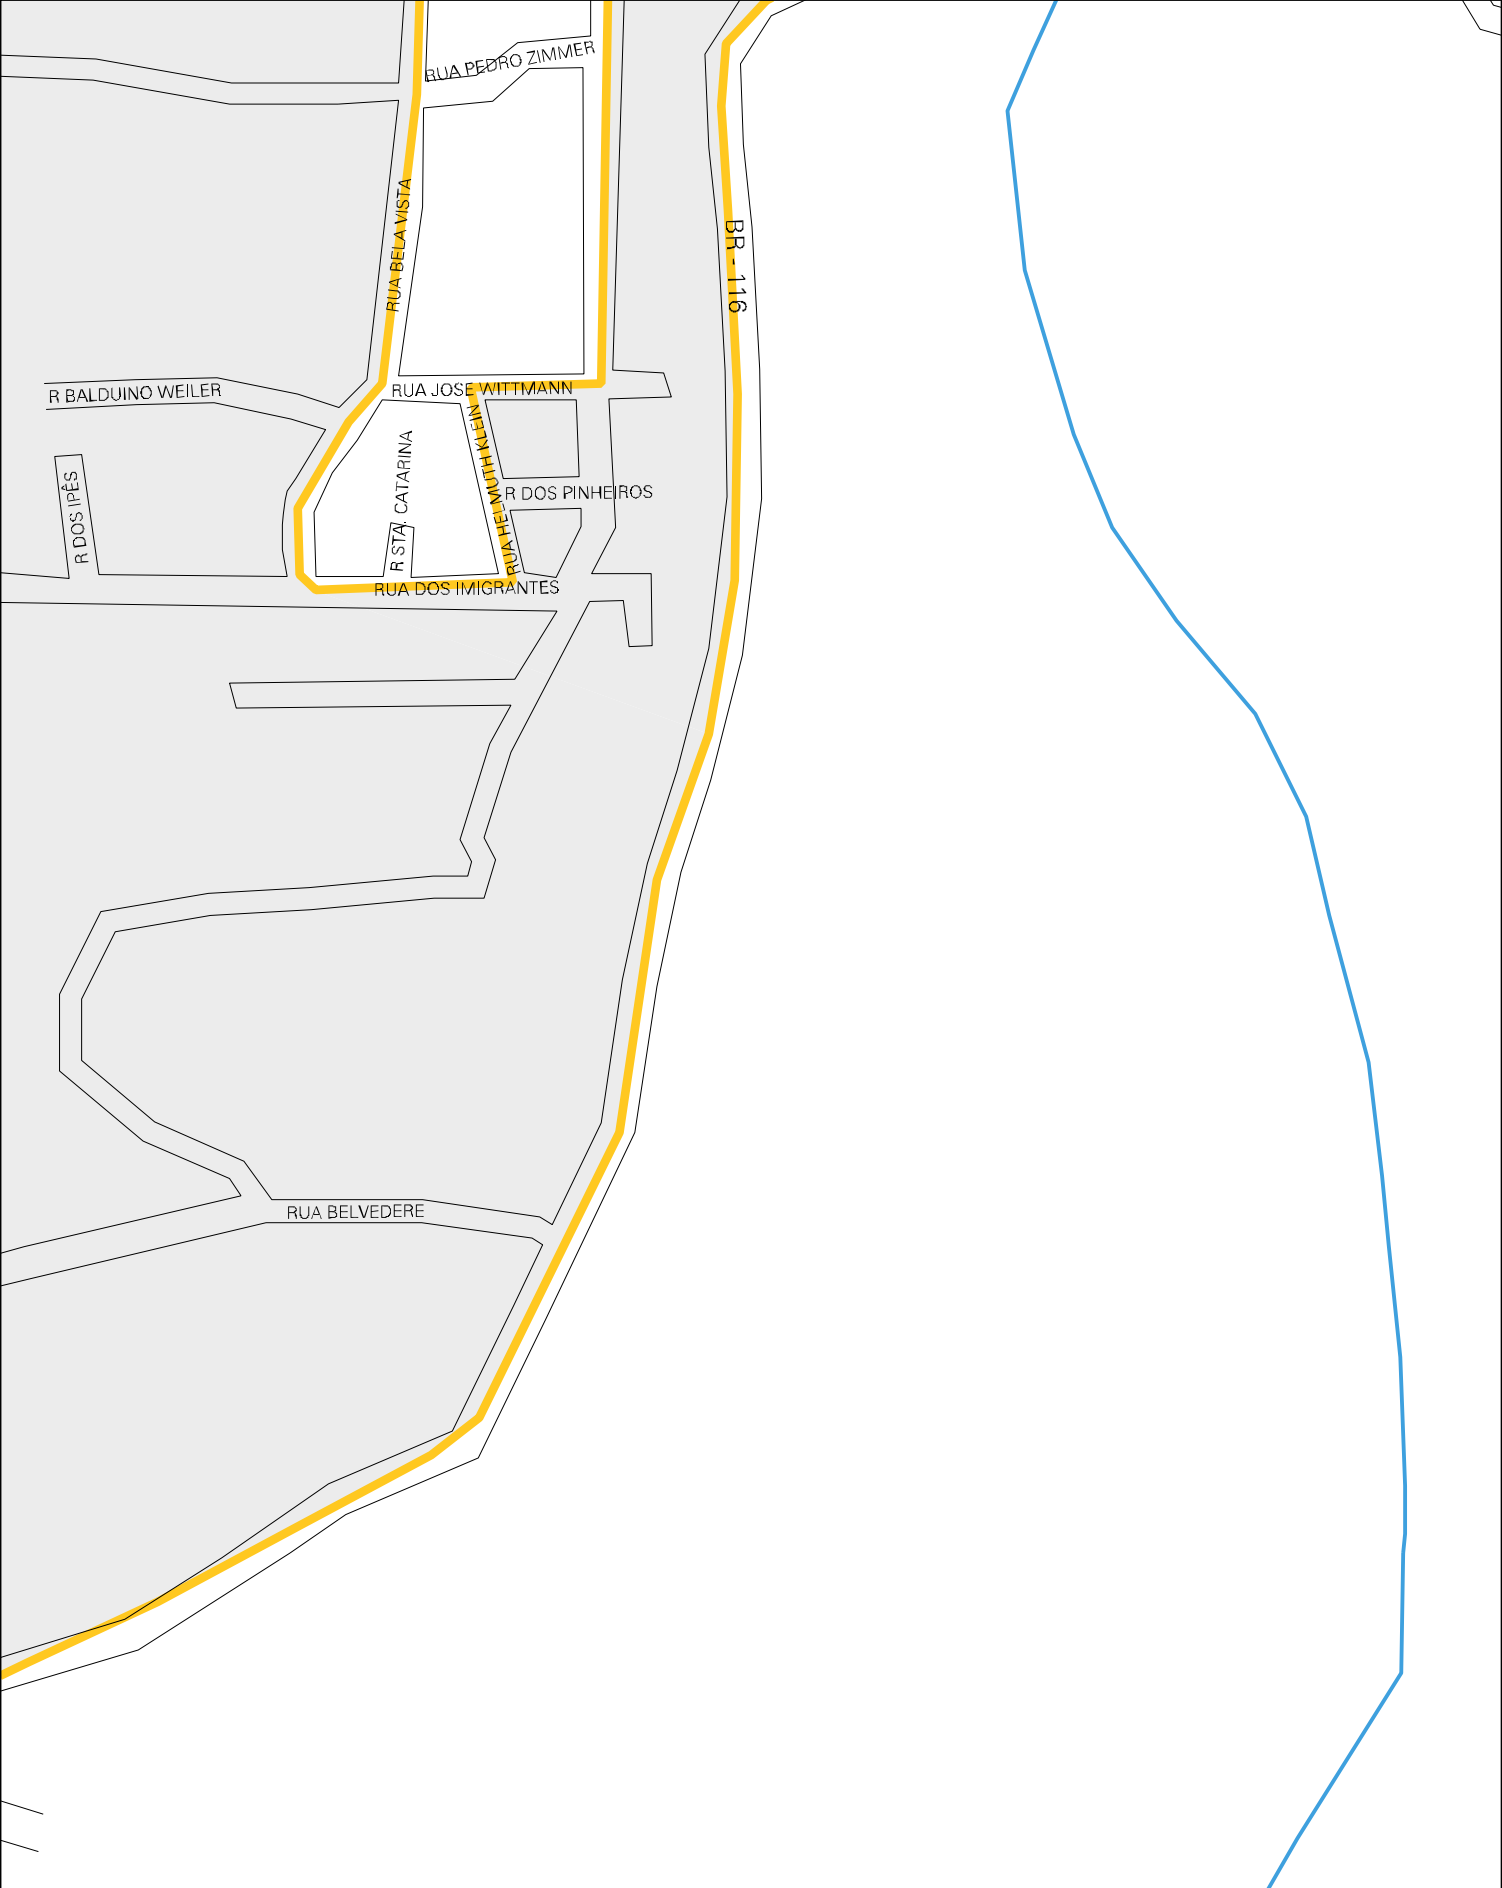 RUA PEDRO ZIMMER
RUA BELA VISTA
BR - 116
RUA JOSE WITTMANN
R BALDUINO WEILER
RUA HELMUTH KLEIN
R STA. CATARINA
R DOS IPÊS
R DOS PINHEIROS
RUA DOS IMIGRANTES
RUA BELVEDERE